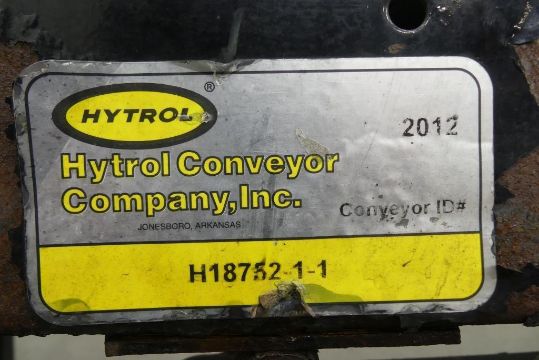 HYTROL ®
2012
Hytrol Conveyor
Company,Inc.
Conveyor ID#
JONESBORO, ARKANSAS
H18752-1-1